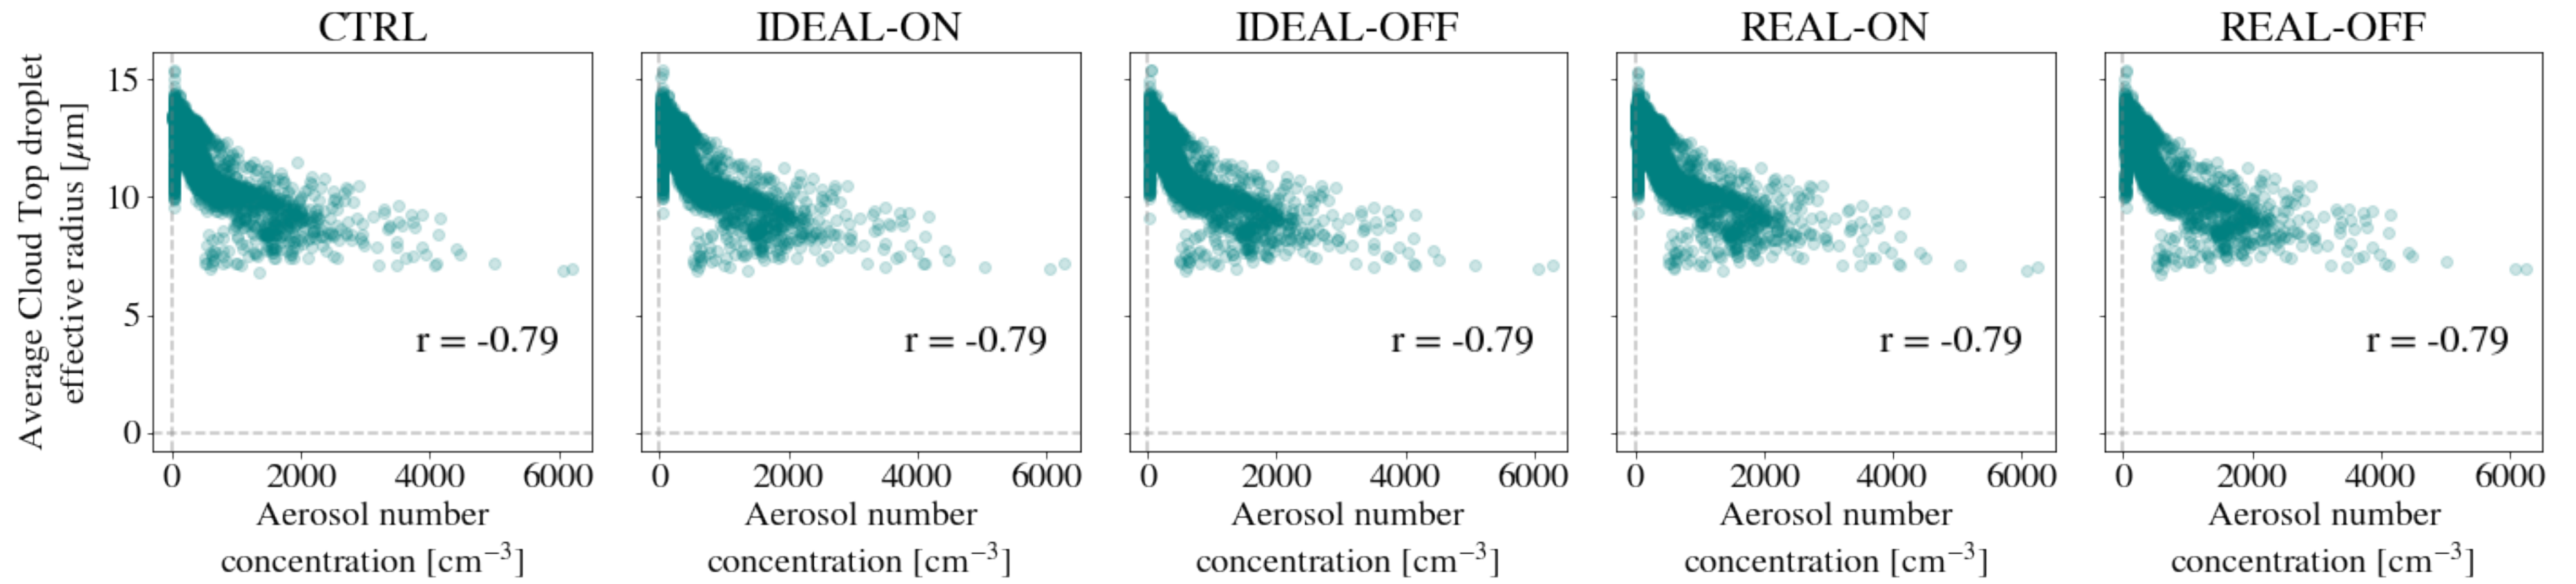 CTRL
IDEAL-ON
IDEAL-OFF
REAL-ON
REAL-OFF
Average Cloud Top droplet
effective radius [μm]
15
10
5
0
r = -0.79
r = -0.79
r = -0.79
r = -0.79
r = -0.79
0 2000 4000 6000
0 2000 4000 6000
0 2000 4000 6000
0 2000 4000 6000
0 2000 4000 6000
Aerosol number
concentration [cm⁻³]
Aerosol number
concentration [cm⁻³]
Aerosol number
concentration [cm⁻³]
Aerosol number
concentration [cm⁻³]
Aerosol number
concentration [cm⁻³]